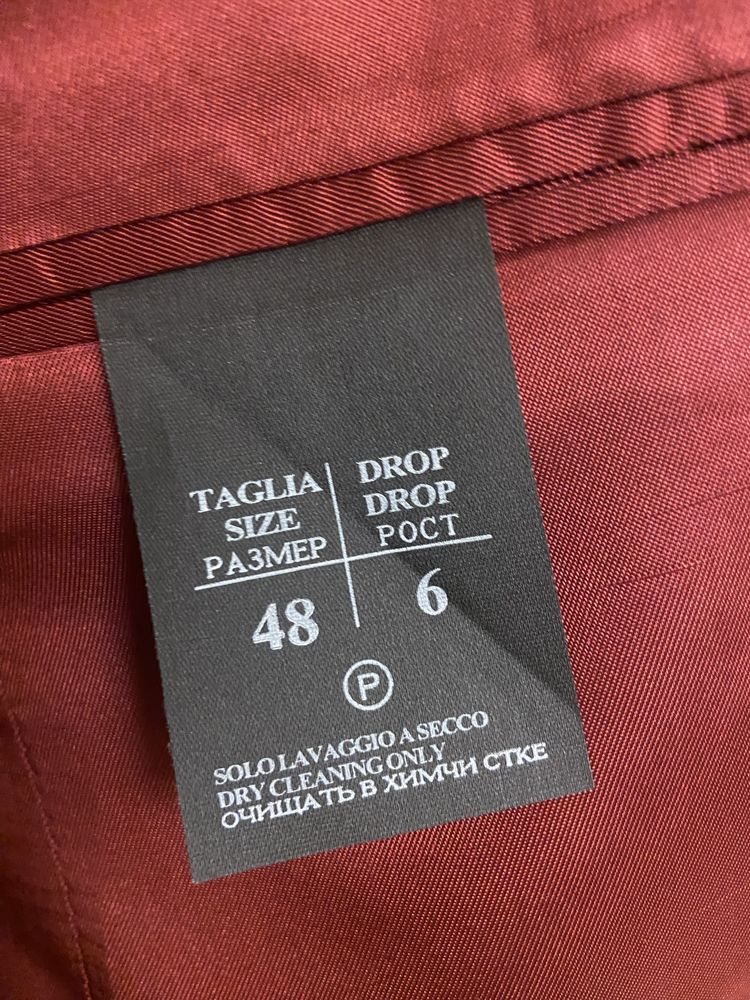 TAGLIA
SIZE
РАЗМЕР
DROP
DROP
РОСТ
48
6
P
SOLO LAVAGGIO A SECCO
DRY CLEANING ONLY
ОЧИЩАТЬ В ХИМЧИ СТКЕ